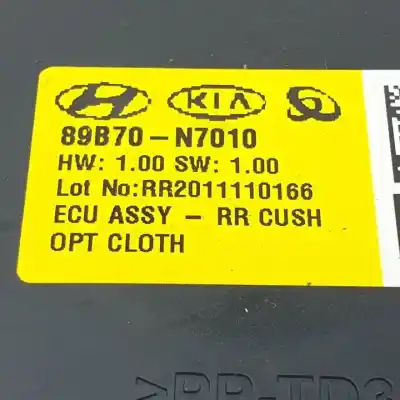 KIA
89B70-N7010
HW: 1.00 SW: 1.00
Lot No:RR2011110166
ECU ASSY - RR CUSH
OPT CLOTH